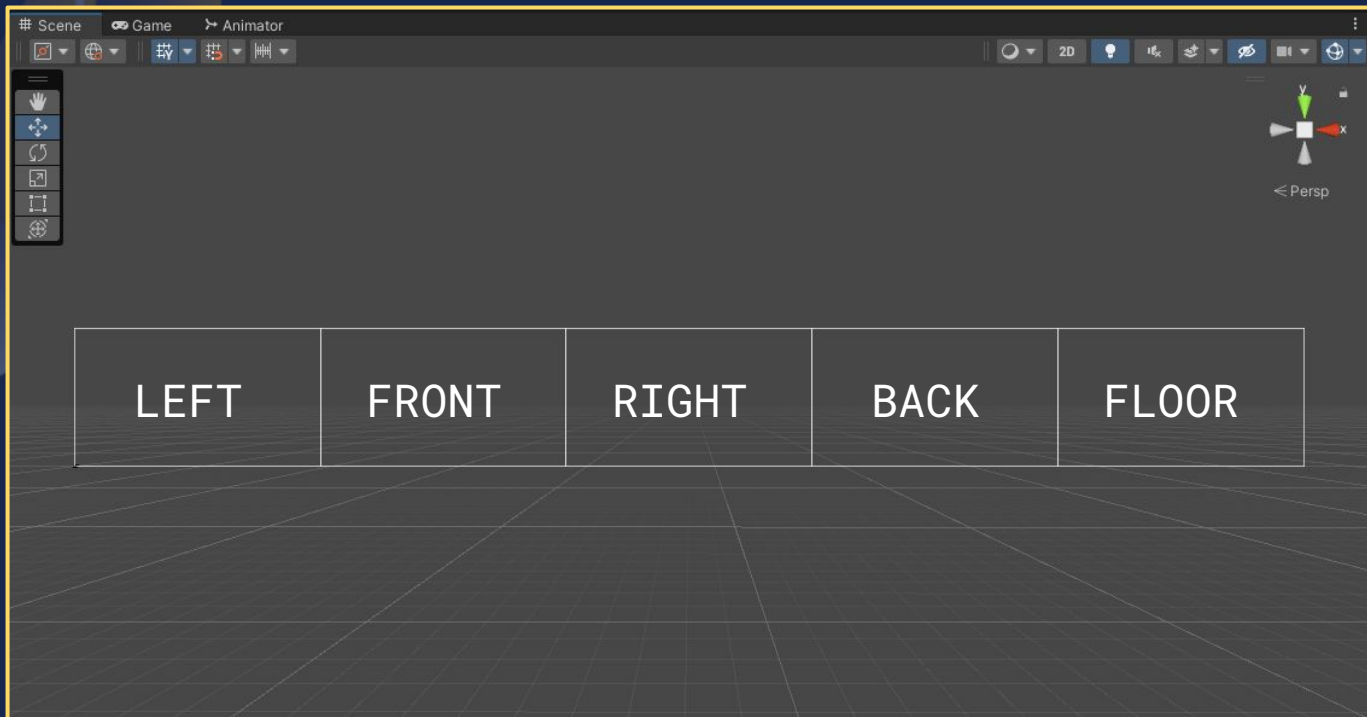 Scene Game Animator
2D
y
x
Persp
LEFT FRONT RIGHT BACK FLOOR